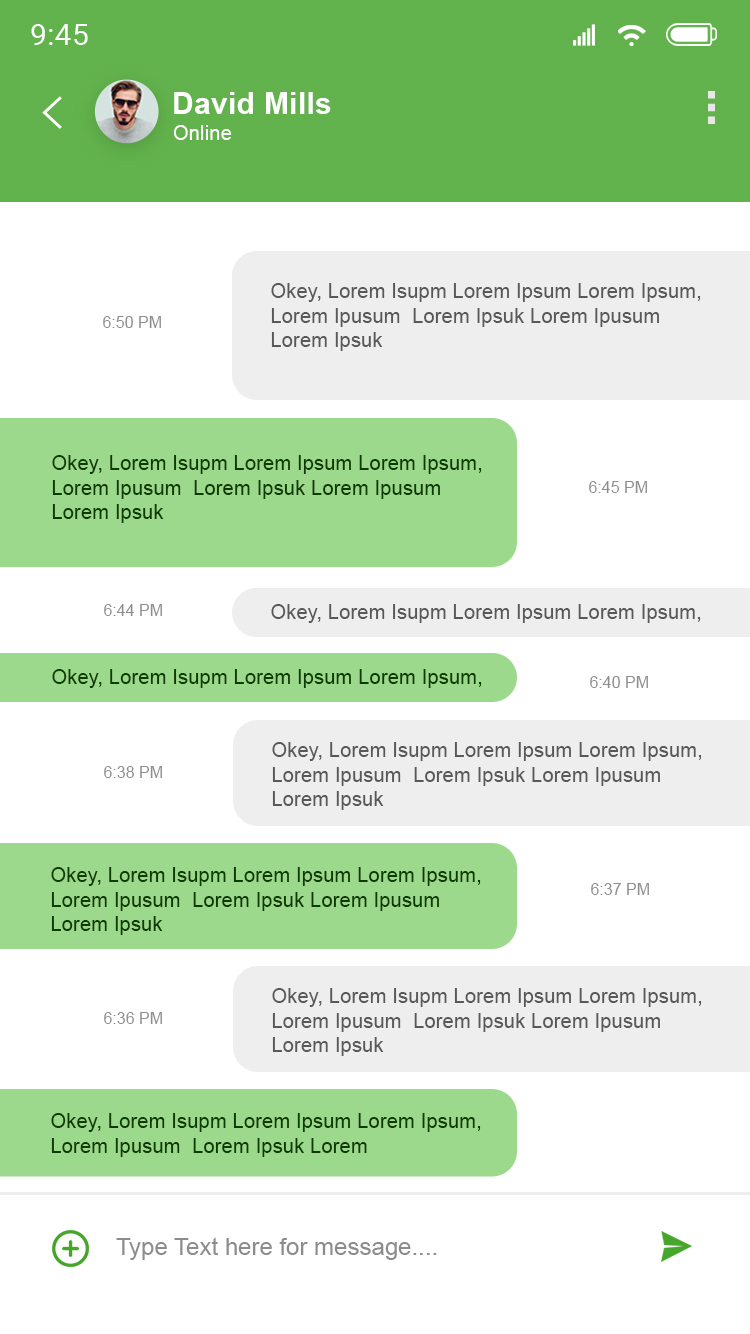 9:45
David Mills
Online
Okey, Lorem Isupm Lorem Ipsum Lorem Ipsum,
Lorem Ipusum  Lorem Ipsuk Lorem Ipusum
Lorem Ipsuk
6:50 PM
Okey, Lorem Isupm Lorem Ipsum Lorem Ipsum,
Lorem Ipusum  Lorem Ipsuk Lorem Ipusum
Lorem Ipsuk
6:45 PM
6:44 PM
Okey, Lorem Isupm Lorem Ipsum Lorem Ipsum,
Okey, Lorem Isupm Lorem Ipsum Lorem Ipsum,
6:40 PM
Okey, Lorem Isupm Lorem Ipsum Lorem Ipsum,
Lorem Ipusum  Lorem Ipsuk Lorem Ipusum
Lorem Ipsuk
6:38 PM
Okey, Lorem Isupm Lorem Ipsum Lorem Ipsum,
Lorem Ipusum  Lorem Ipsuk Lorem Ipusum
Lorem Ipsuk
6:37 PM
Okey, Lorem Isupm Lorem Ipsum Lorem Ipsum,
Lorem Ipusum  Lorem Ipsuk Lorem Ipusum
Lorem Ipsuk
6:36 PM
Okey, Lorem Isupm Lorem Ipsum Lorem Ipsum,
Lorem Ipusum  Lorem Ipsuk Lorem
Type Text here for message....